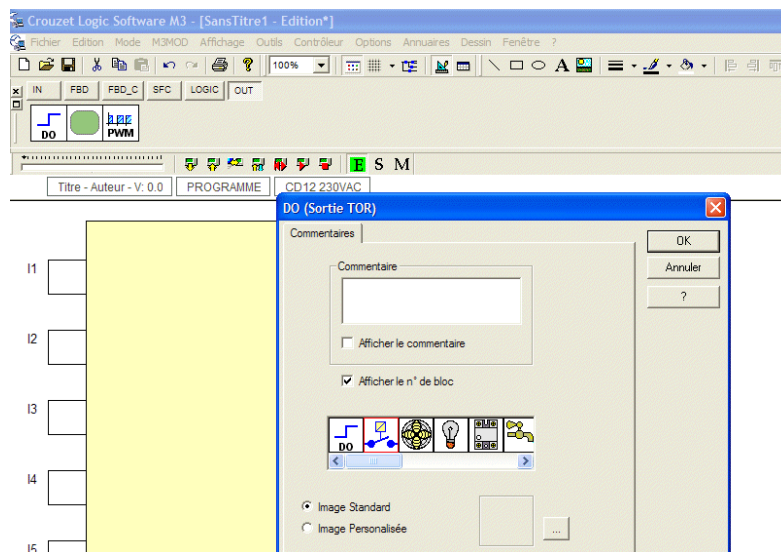 Crouzet Logic Software M3 - [SansTitre1 - Edition*]
Fichier Edition Mode M3MOD Affichage Outils Contrôleur Options Annuaires Dessin Fenêtre ?
100%
A
IN FBD FBD_C SFC LOGIC OUT
DO PWM
E S M
Titre - Auteur - V: 0.0 PROGRAMME CD12 230VAC
DO (Sortie TOR)
Commentaires
OK
Commentaire
Annuler
?
Afficher le commentaire
Afficher le n° de bloc
DO
Image Standard
Image Personalisée
...
I1
I2
I3
I4
I5